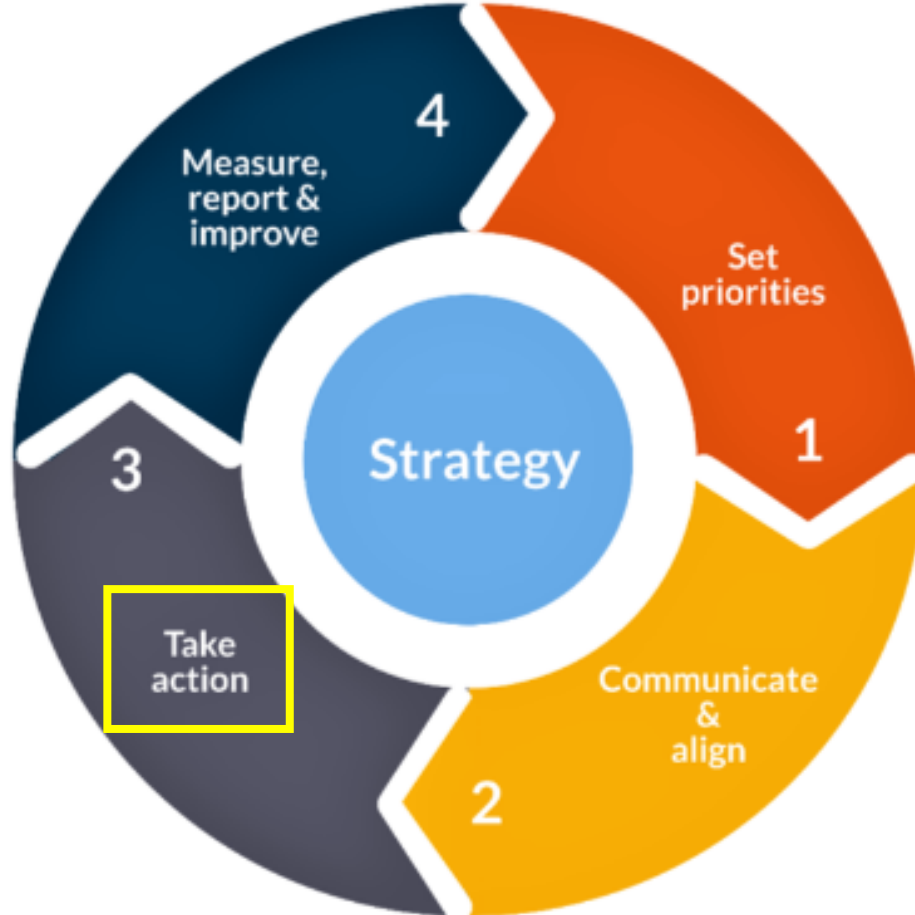 4
Measure,
report &
improve
Set
priorities
1
Strategy
3
Take
action
Communicate
&
align
2